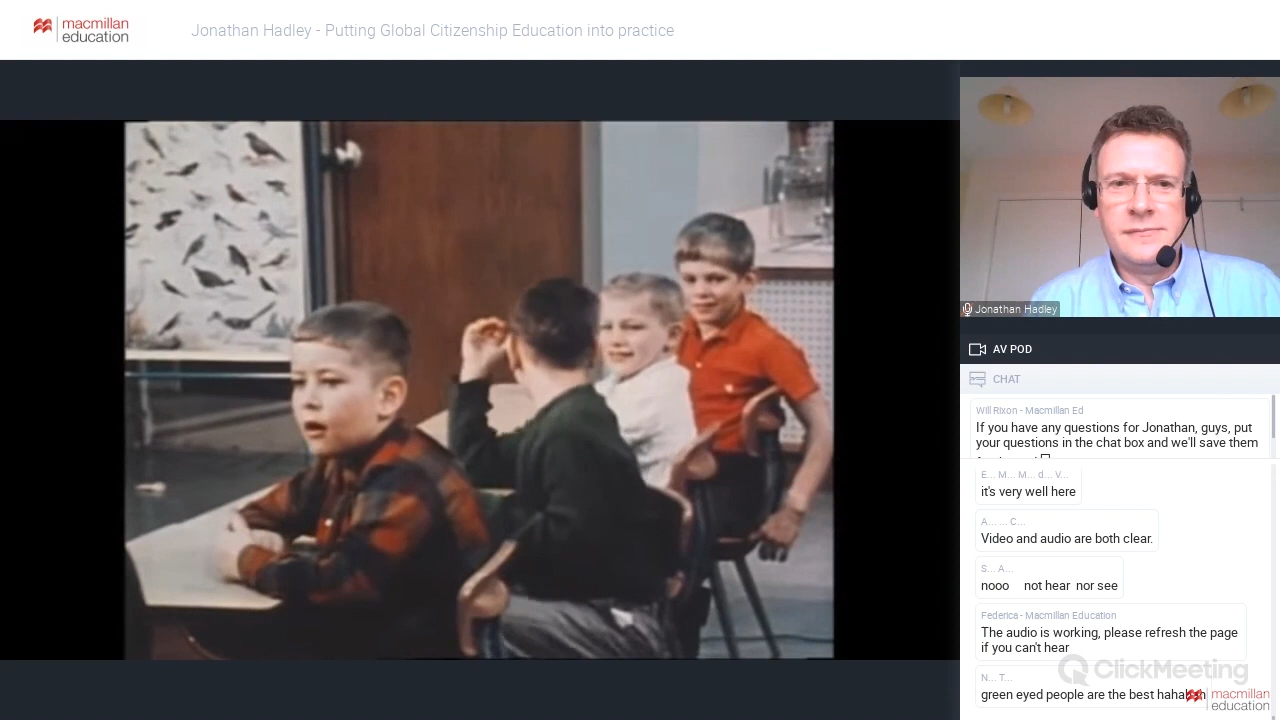 macmillan
education
Jonathan Hadley - Putting Global Citizenship Education into practice
Jonathan Hadley
AV POD
CHAT
Will Rixon - Macmillan Ed
If you have any questions for Jonathan, guys, put
your questions in the chat box and we'll save them
E... M... M... d... V...
it's very well here
A... ... C...
Video and audio are both clear.
S... A...
nooo not hear nor see
Federica - Macmillan Education
The audio is working, please refresh the page
if you can't hear
ClickMeeting
N... T...
green eyed people are the best
macmillan
education